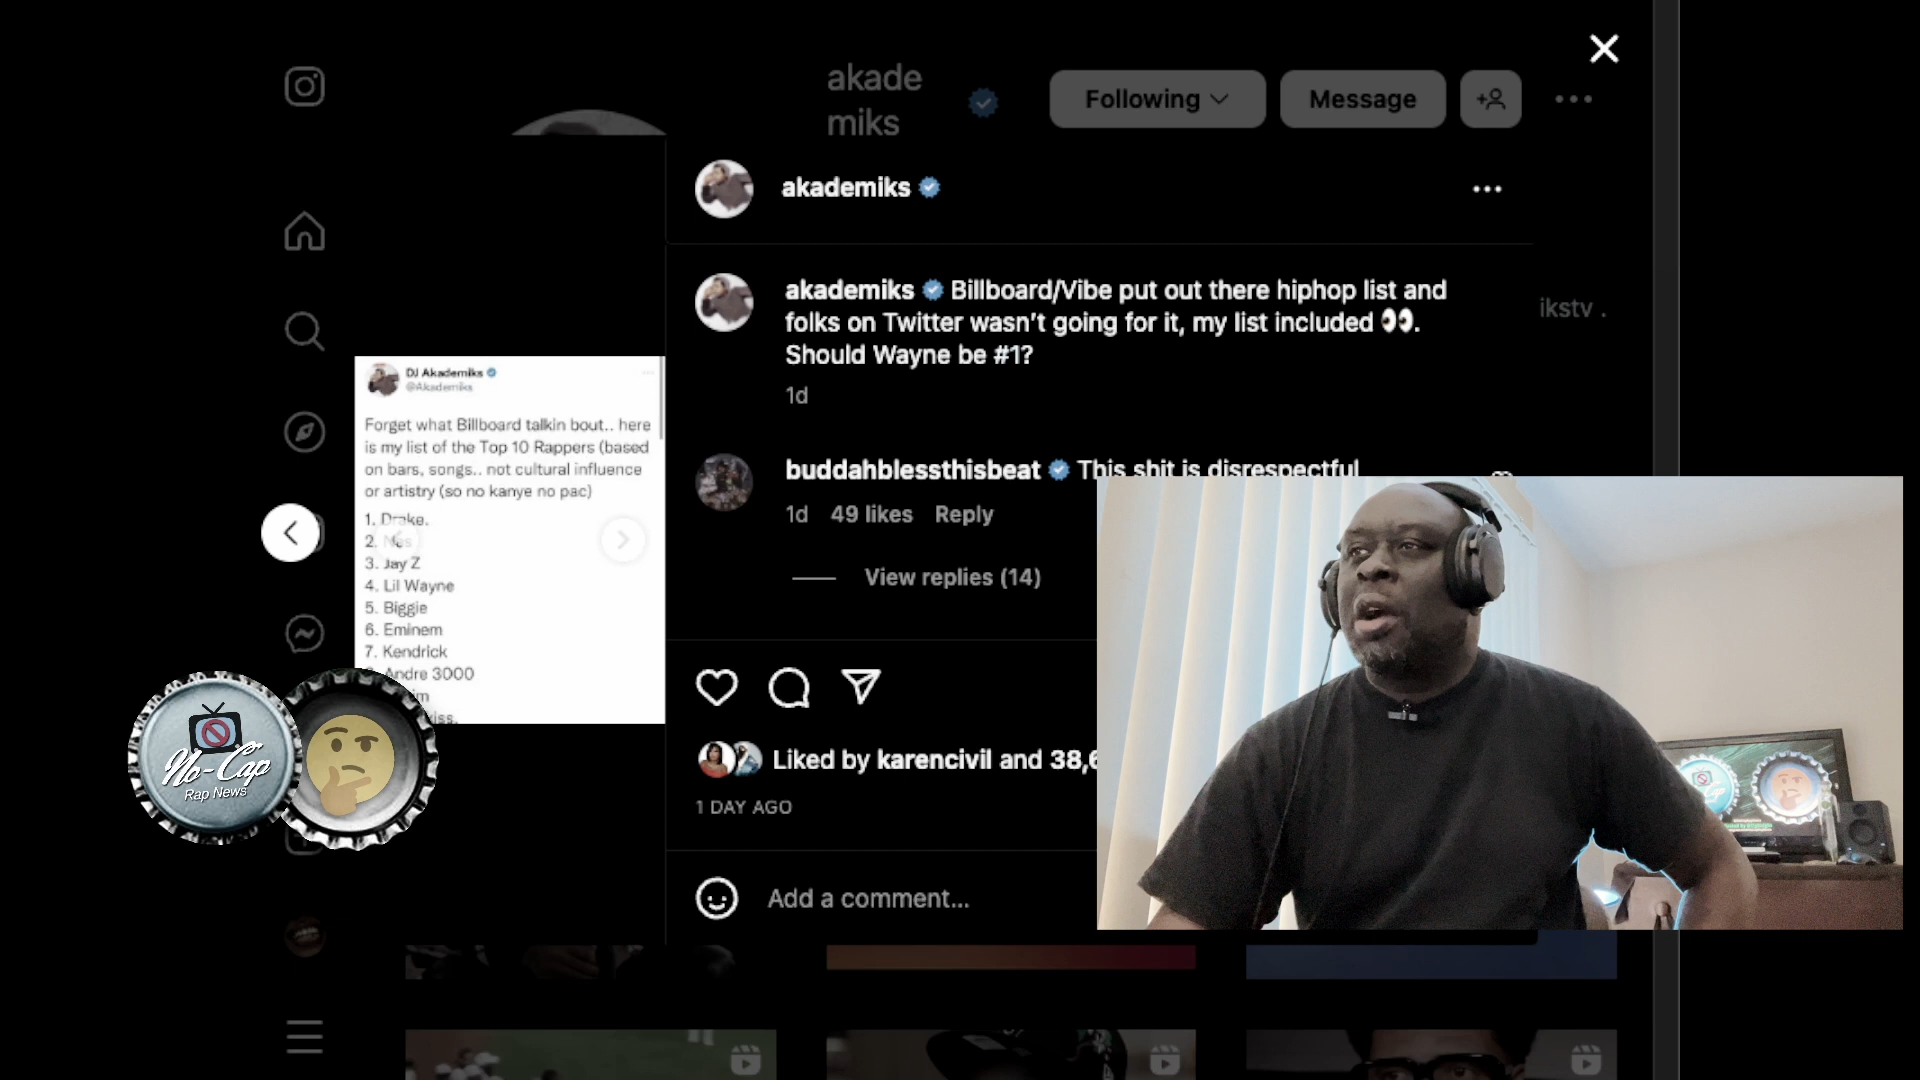 akade
miks
Following
Message
akademiks
akademiks Billboard/Vibe put out there hiphop list and
folks on Twitter wasn't going for it, my list included 👀.
Should Wayne be #1?
1d
ikstv .
DJ Akademiks
@Akademiks
Forget what Billboard talkin bout.. here
is my list of the Top 10 Rappers (based
on bars, songs.. not cultural influence
or artistry (so no kanye no pac)
1. Drake.
2. Nas
3. Jay Z
4. Lil Wayne
5. Biggie
6. Eminem
7. Kendrick
Andre 3000
buddahblessthisbeat This shit is disrespectful
1d 49 likes Reply
View replies (14)
Liked by karencivil and 38,6
1 DAY AGO
Add a comment...
No-Cap
Rap News